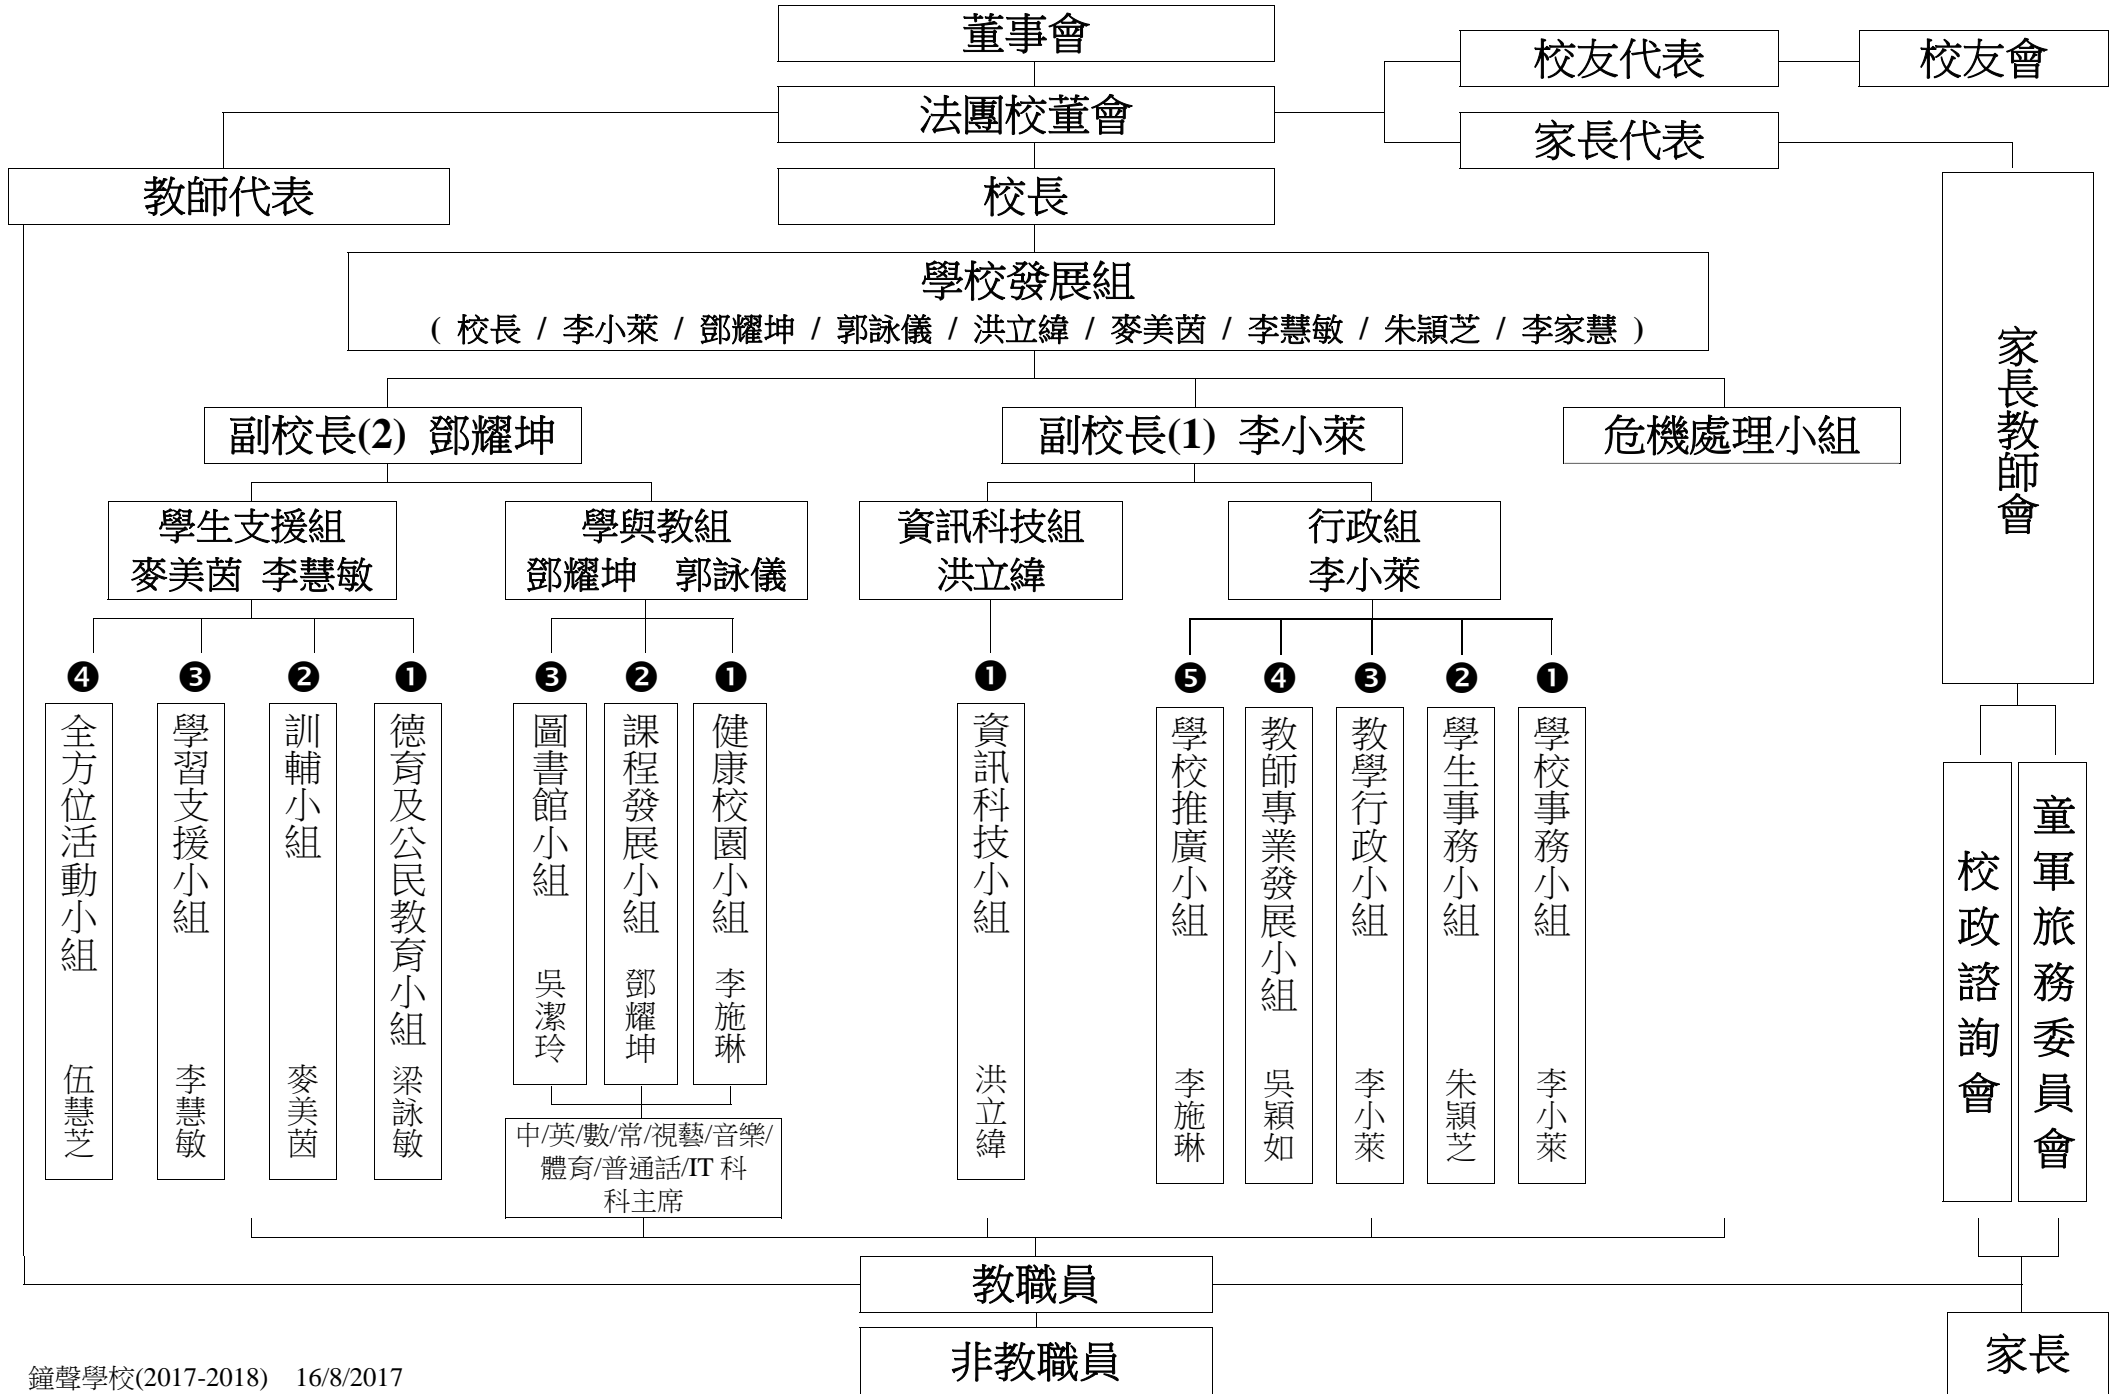 董事會
校友代表
校友會
法團校董會
家長代表
教師代表
校長
學校發展組
( 校長 / 李小萊 / 鄧耀坤 / 郭詠儀 / 洪立緯 / 麥美茵 / 李慧敏 / 朱頴芝 / 李家慧 )
家長教師會
副校長(2) 鄧耀坤
副校長(1) 李小萊
危機處理小組
學生支援組
麥美茵 李慧敏
學與教組
鄧耀坤 郭詠儀
資訊科技組
洪立緯
行政組
李小萊
❹
全方位活動小組 伍慧芝
❸
學習支援小組 李慧敏
❷
訓輔小組 麥美茵
❶
德育及公民教育小組 梁詠敏
❸
圖書館小組 吳潔玲
❷
課程發展小組 鄧耀坤
❶
健康校園小組 李施琳
❶
資訊科技小組 洪立緯
❺
學校推廣小組 李施琳
❹
教師專業發展小組 吳穎如
❸
教學行政小組 李小萊
❷
學生事務小組 朱頴芝
❶
學校事務小組 李小萊
校政諮詢會
童軍旅務委員會
中/英/數/常/視藝/音樂/
體育/普通話/IT 科
科主席
教職員
非教職員
家長
鐘聲學校(2017-2018) 16/8/2017